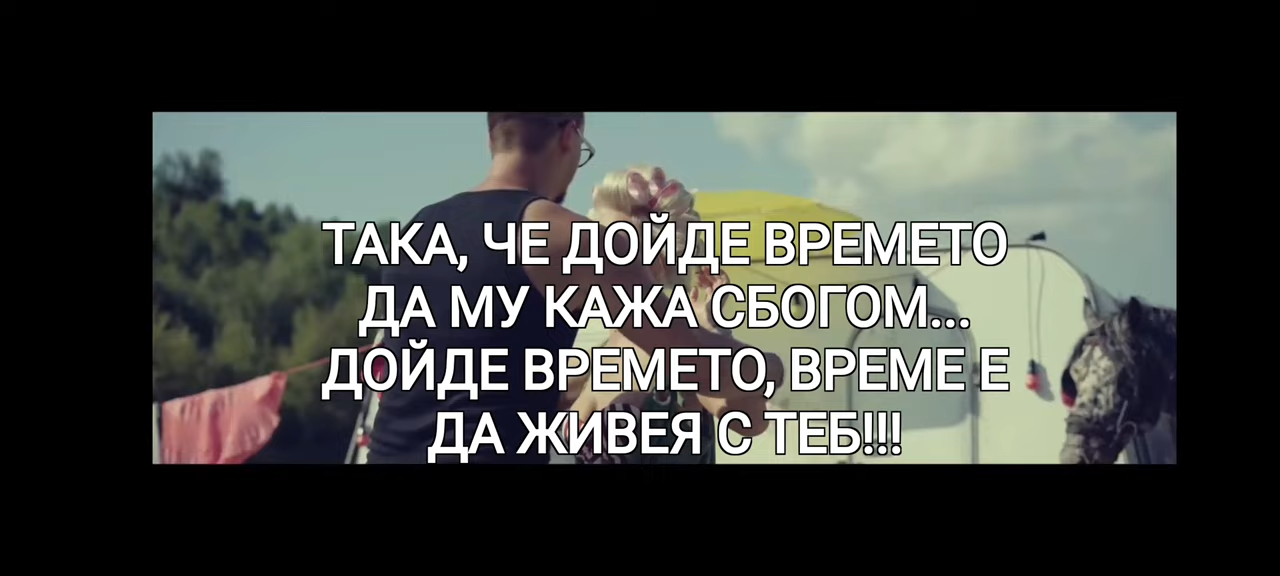 ТАКА, ЧЕ ДОЙДЕ ВРЕМЕТО
ДА МУ КАЖА СБОГОМ...
ДОЙДЕ ВРЕМЕТО, ВРЕМЕ Е
ДА ЖИВЕЯ С ТЕБ!!!